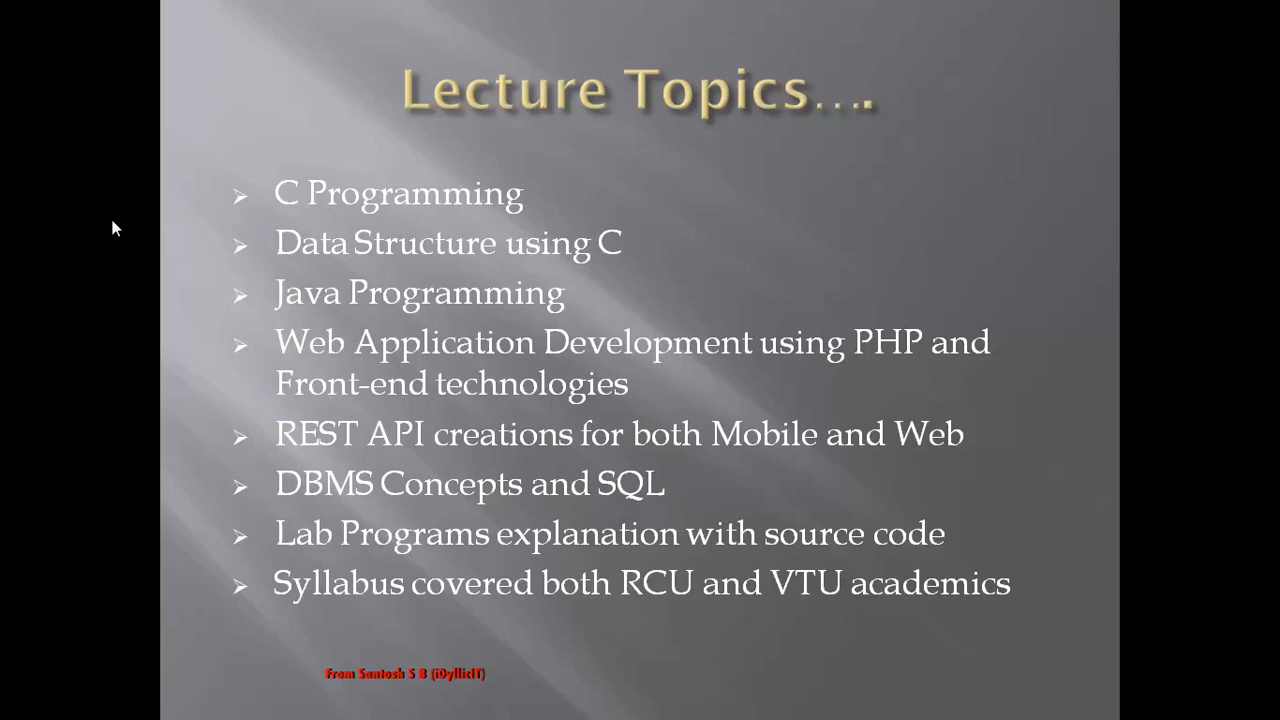 Lecture Topics….
C Programming
Data Structure using C
Java Programming
Web Application Development using PHP and
Front-end technologies
REST API creations for both Mobile and Web
DBMS Concepts and SQL
Lab Programs explanation with source code
Syllabus covered both RCU and VTU academics
From Santosh S B (iDyllicIT)